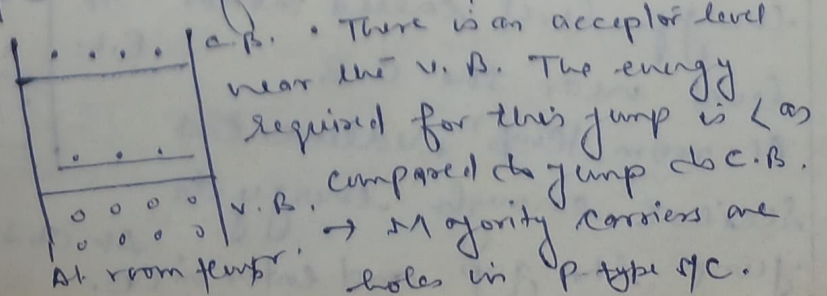 C.B. • There is an acceptor level
near the V.B. The energy
required for this jump is < as
compared to jump to C.B.
V.B. → Majority carriers are
At room tempr. holes in p-type s/c.